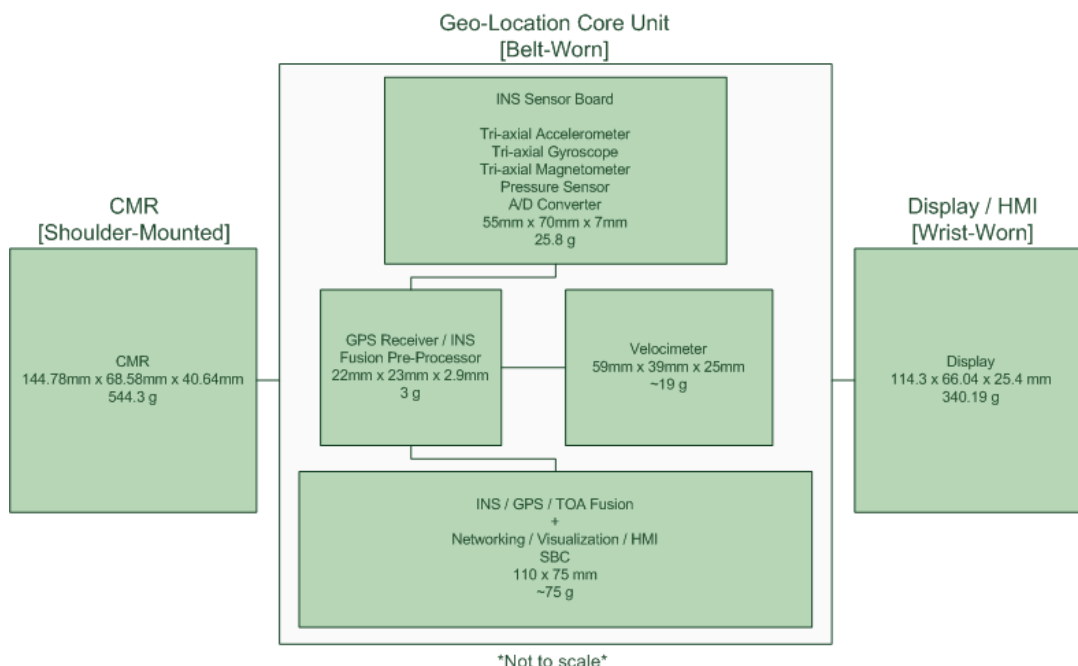 Geo-Location Core Unit
[Belt-Worn]
INS Sensor Board
Tri-axial Accelerometer
Tri-axial Gyroscope
Tri-axial Magnetometer
Pressure Sensor
A/D Converter
55mm x 70mm x 7mm
25.8 g
CMR
[Shoulder-Mounted]
CMR
144.78mm x 68.58mm x 40.64mm
544.3 g
GPS Receiver / INS
Fusion Pre-Processor
22mm x 23mm x 2.9mm
3 g
Velocimeter
59mm x 39mm x 25mm
~19 g
Display / HMI
[Wrist-Worn]
Display
114.3 x 66.04 x 25.4 mm
340.19 g
INS / GPS / TOA Fusion
+
Networking / Visualization / HMI
SBC
110 x 75 mm
~75 g
*Not to scale*